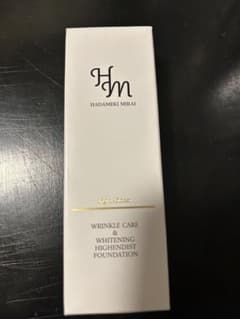 HM
HADAMEKI MIRAI
WRINKLE CARE
&
WHITENING
HIGHENDIST
FOUNDATION